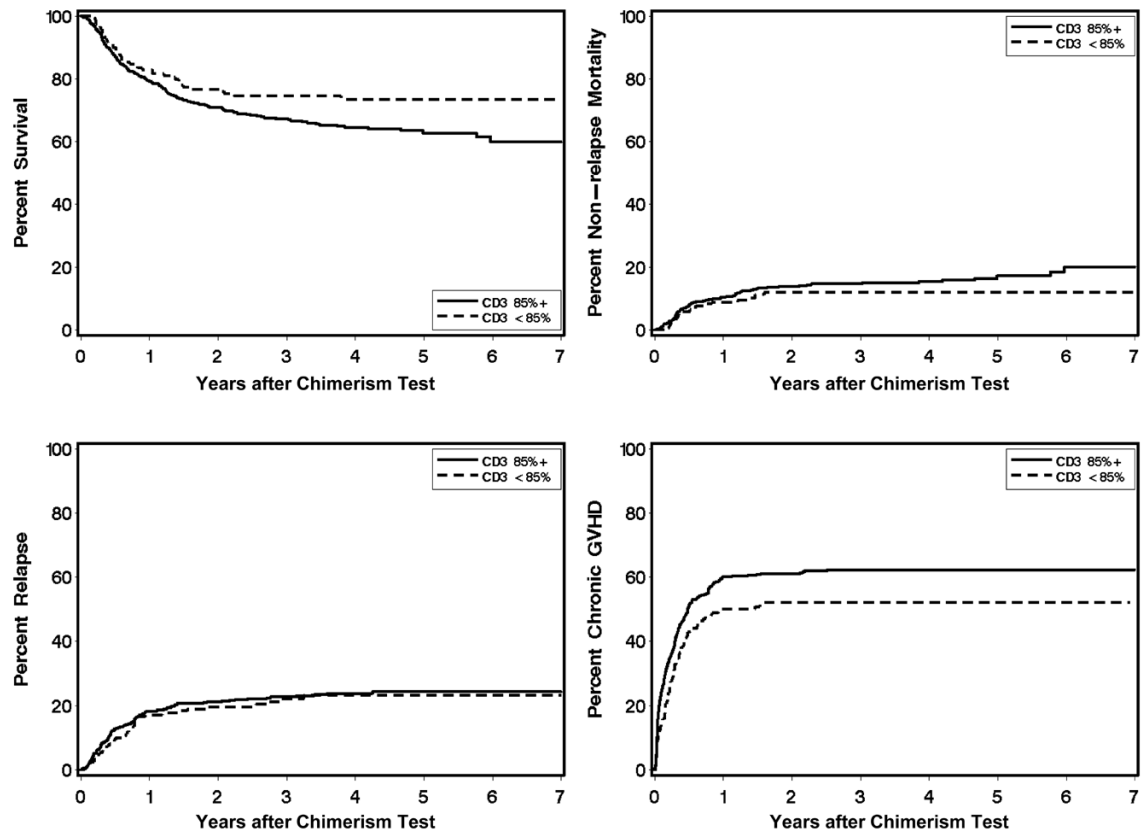 Percent Survival
100
80
60
40
20
0
CD3 85%+
CD3 <85%
0 1 2 3 4 5 6 7
Years after Chimerism Test
Percent Non-relapse Mortality
100
80
60
40
20
0
CD3 85%+
CD3 <85%
0 1 2 3 4 5 6 7
Years after Chimerism Test
Percent Relapse
100
80
60
40
20
0
CD3 85%+
CD3 <85%
0 1 2 3 4 5 6 7
Years after Chimerism Test
Percent Chronic GVHD
100
80
60
40
20
0
CD3 85%+
CD3 <85%
0 1 2 3 4 5 6 7
Years after Chimerism Test